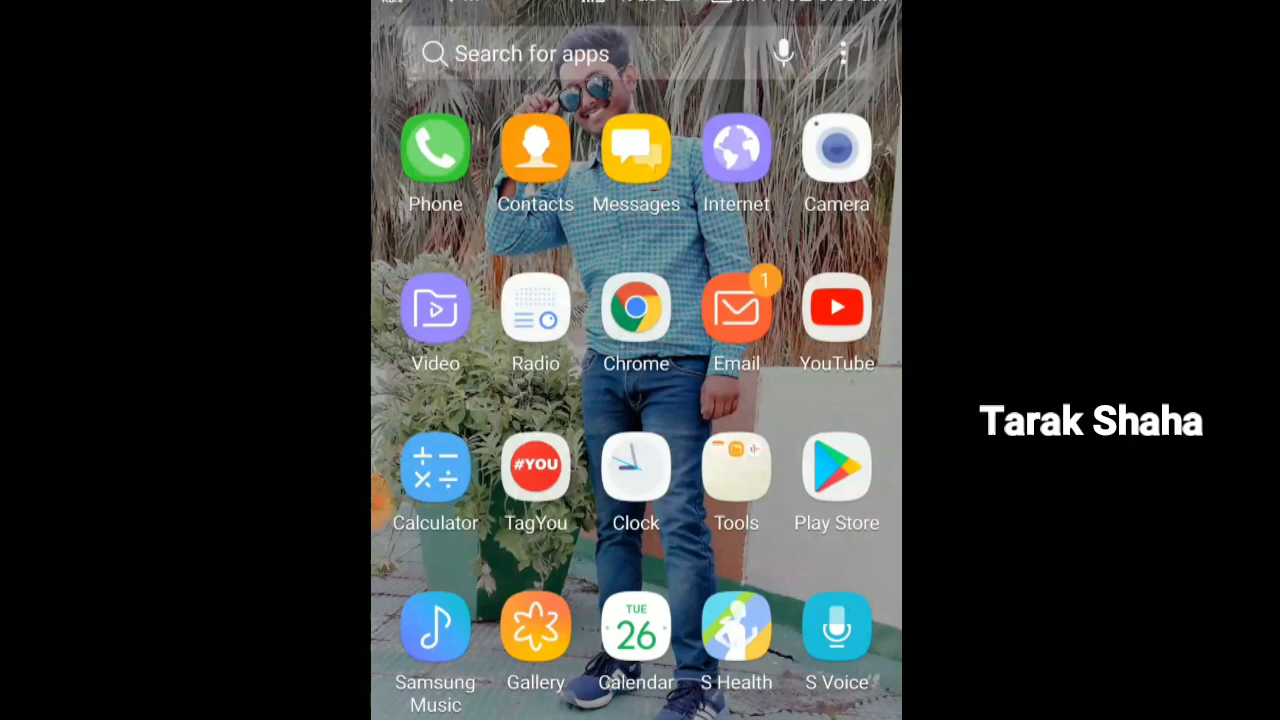 Search for apps
Phone
Contacts
Messages
Internet
Camera
1
Video
Radio
Chrome
Email
YouTube
#YOU
Calculator
TagYou
Clock
Tools
Play Store
TUE
26
Samsung
Music
Gallery
Calendar
S Health
S Voice
Tarak Shaha